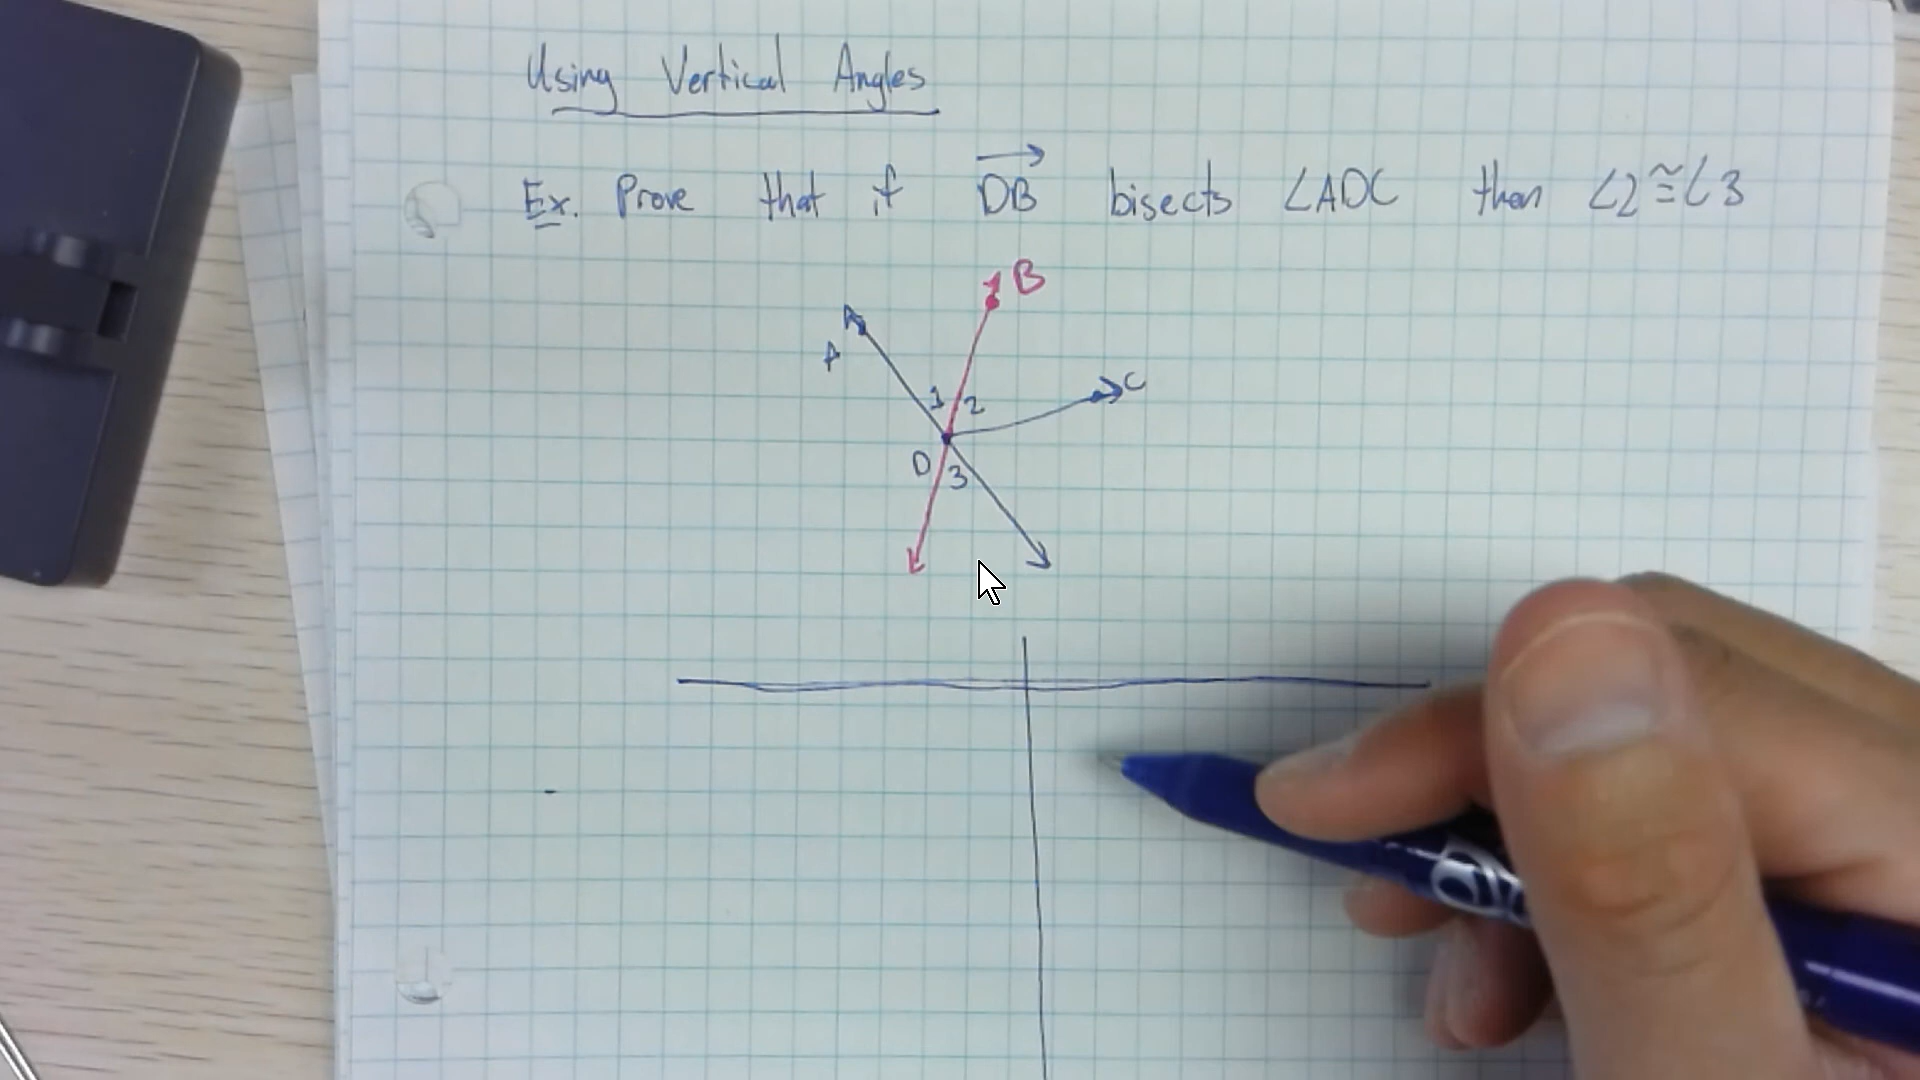 Using Vertical Angles
Ex. Prove that if DB bisects ∠ADC then ∠2≅∠3
B
A
C
1 2
D 3